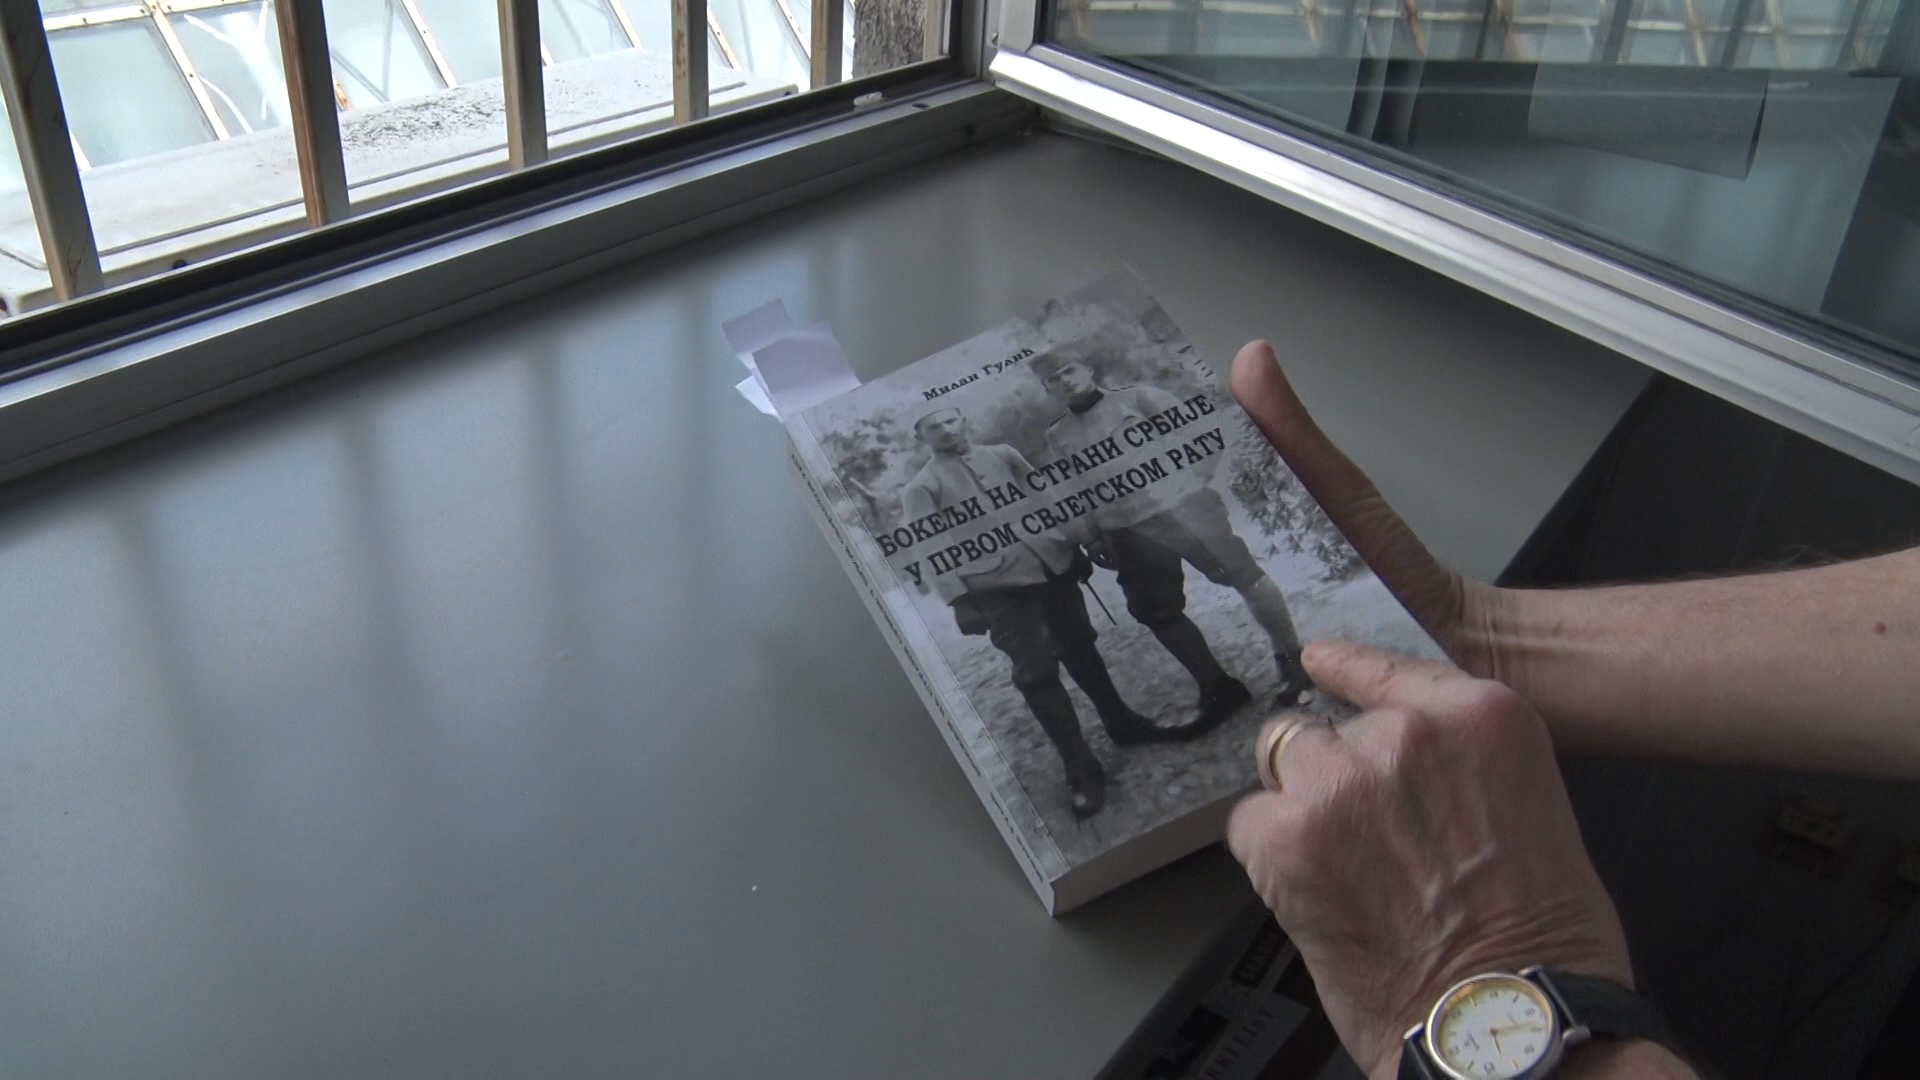 Милан Гулић
БОКЕЉИ НА СТРАНИ СРБИЈЕ
У ПРВОМ СВЈЕТСКОМ РАТУ